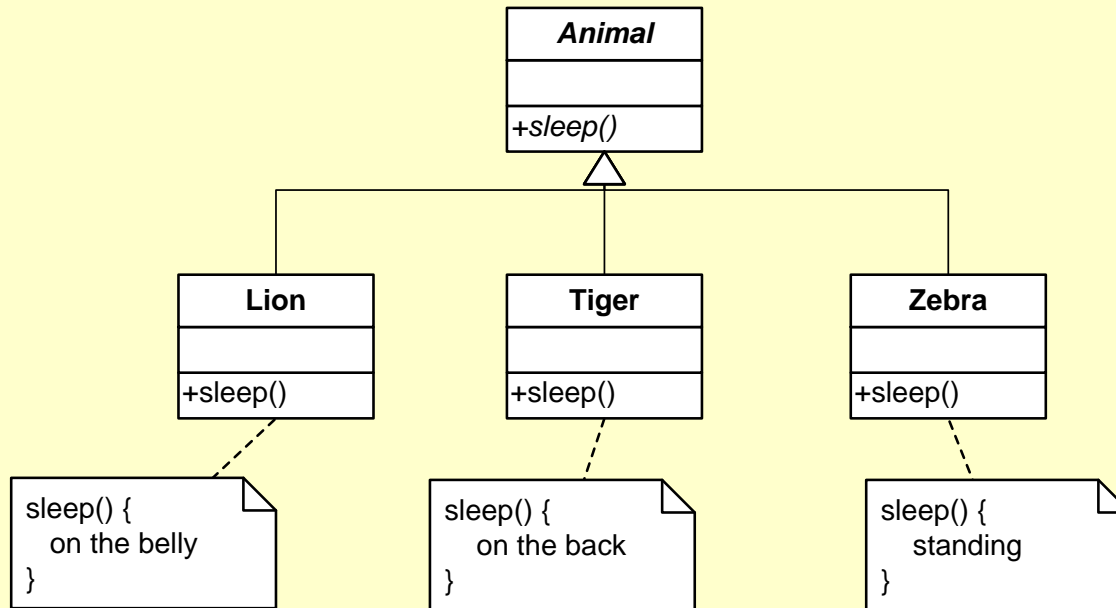 Animal
+sleep()
Lion
+sleep()
Tiger
+sleep()
Zebra
+sleep()
sleep() {
on the belly
}
sleep() {
on the back
}
sleep() {
standing
}